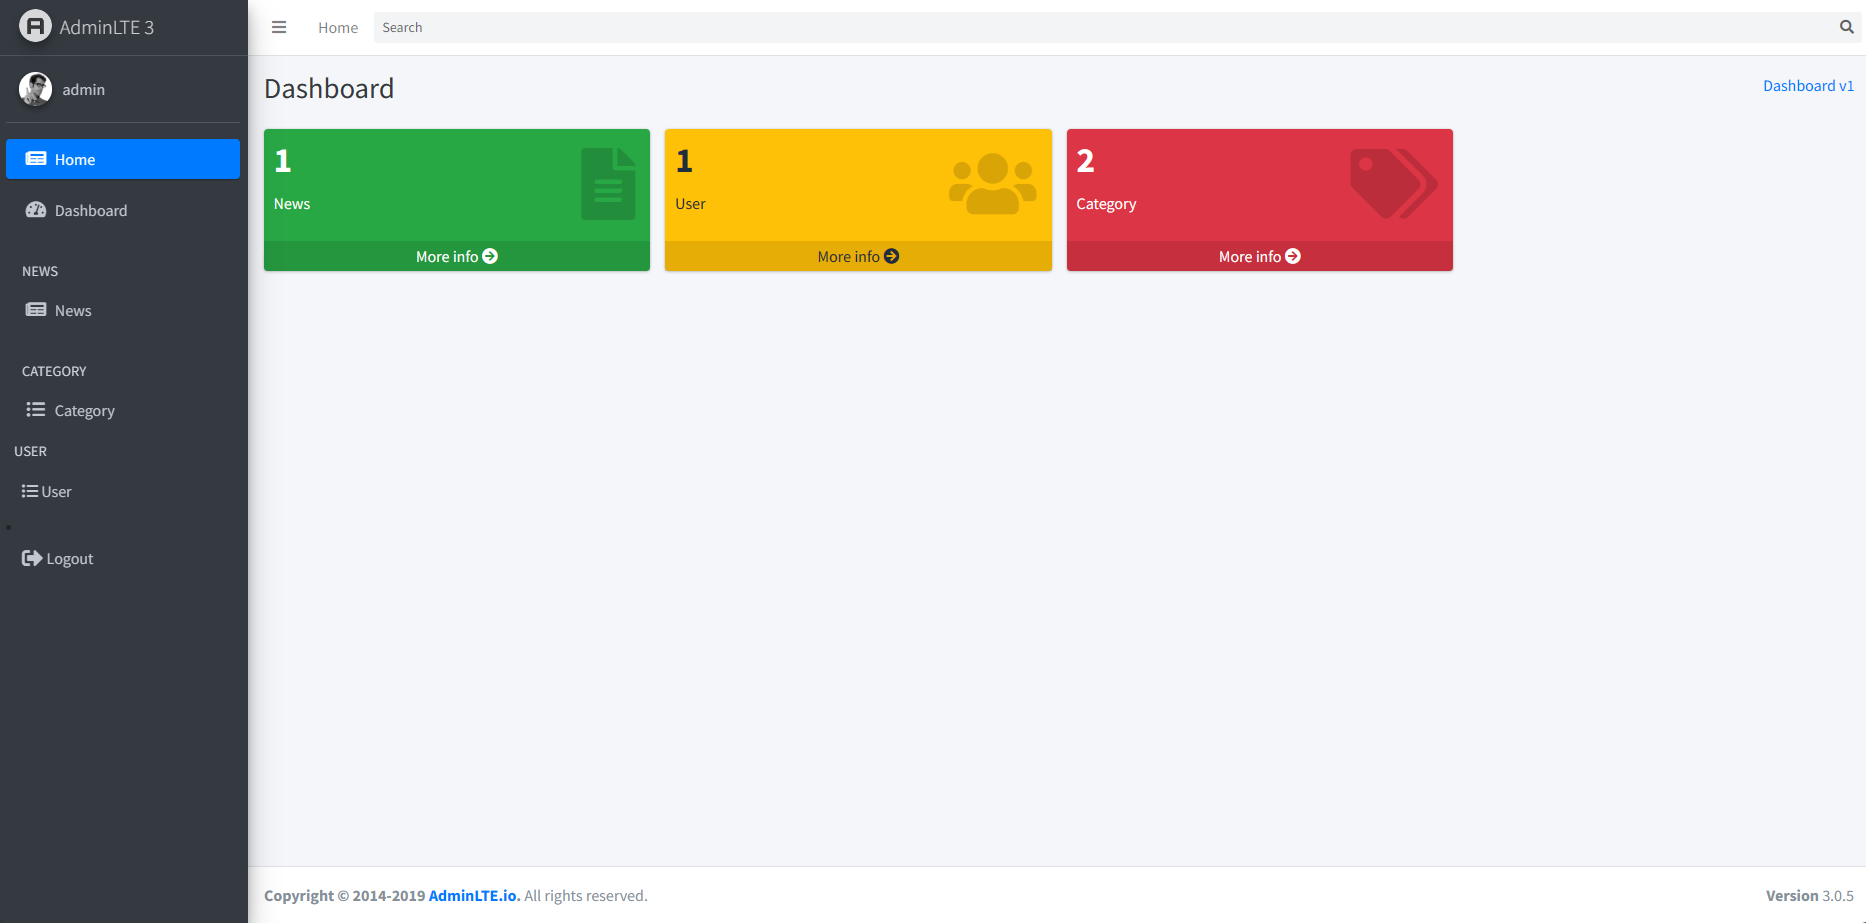 AdminLTE 3
admin
Home
Dashboard
NEWS
News
CATEGORY
Category
USER
User
Logout
Home
Search
Dashboard
Dashboard v1
1
News
More info
1
User
More info
2
Category
More info
Copyright © 2014-2019 AdminLTE.io. All rights reserved.
Version 3.0.5